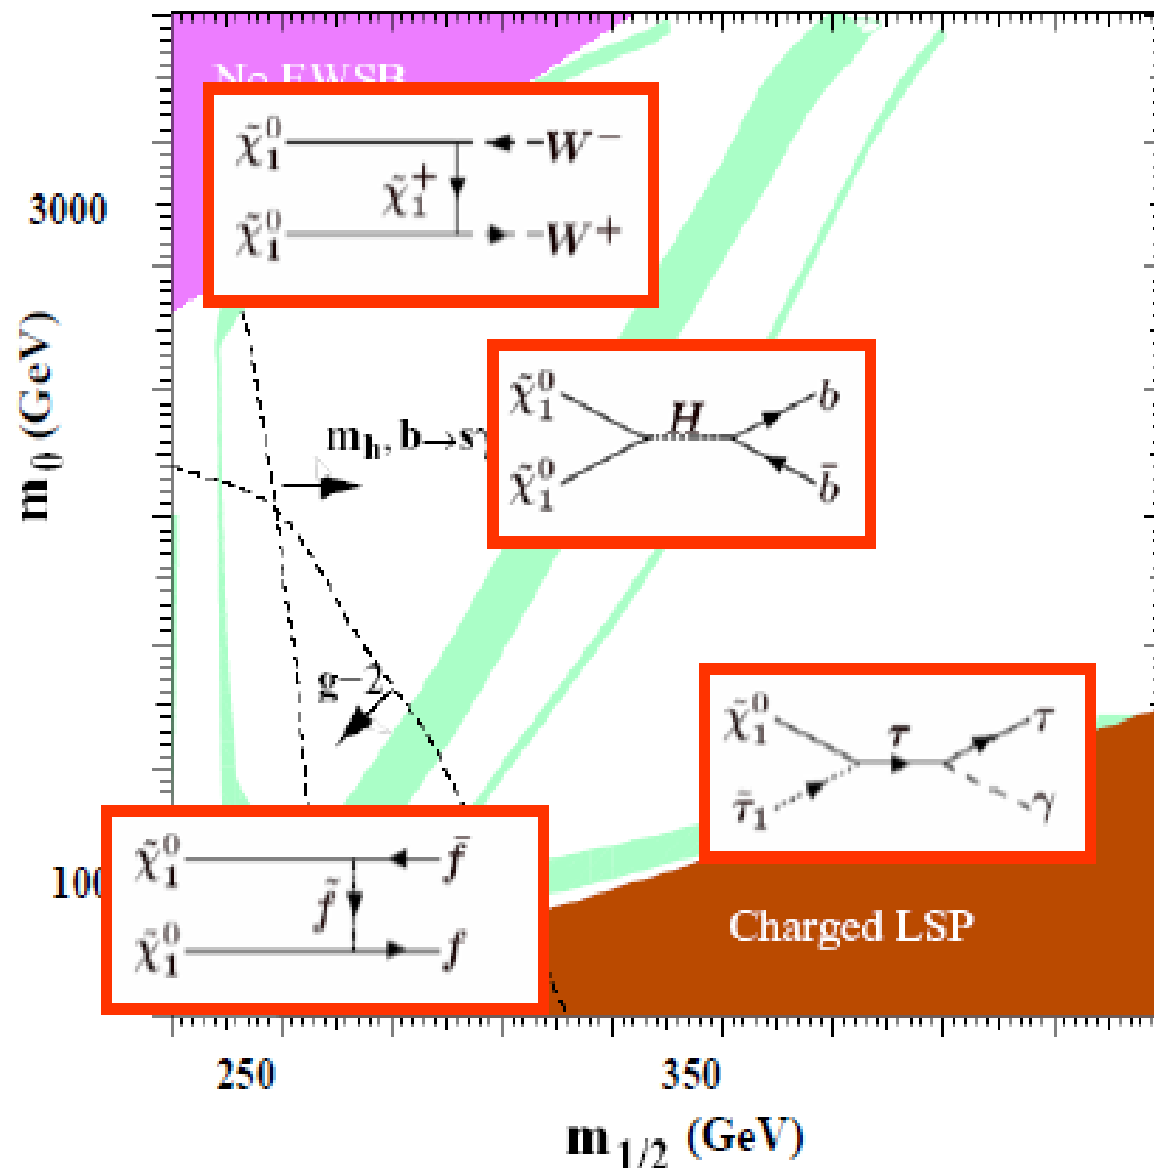 No EWSB
χ̃₁⁰ W⁻
χ̃₁⁺
χ̃₁⁰ W⁺
3000
m₀ (GeV)
χ̃₁⁰ H b
m_h, b→sγ
χ̃₁⁰ b̄
g−2
χ̃₁⁰ τ τ
τ̄₁ γ
100
χ̃₁⁰ f̄
f̃
χ̃₁⁰ f
Charged LSP
250 350
m₁/₂ (GeV)